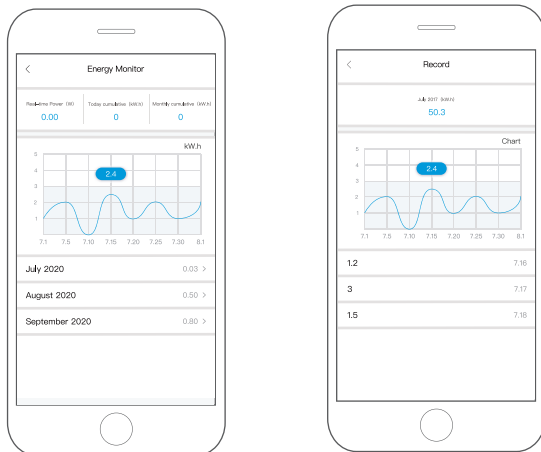 Energy Monitor
Real-time Power (W) Today cumulative (kW.h) Monthly cumulative (kW.h)
0.00 0 0
kW.h
5
4
3
2
1
2.4
7.1 7.5 7.10 7.15 7.20 7.25 7.30 8.1
July 2020 0.03 >
August 2020 0.50 >
September 2020 0.80 >
Record
July 2017 (kW.h)
50.3
Chart
5
4
3
2
1
2.4
7.1 7.5 7.10 7.15 7.20 7.25 7.30 8.1
1.2 7.16
3 7.17
1.5 7.18